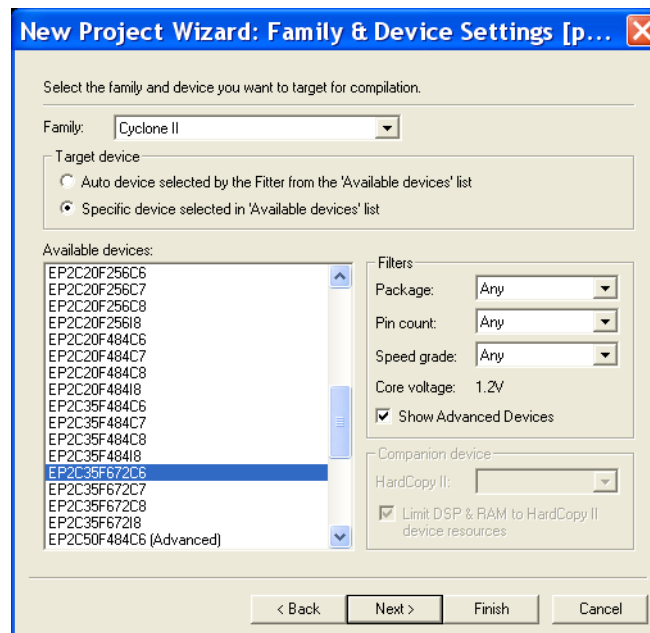 New Project Wizard: Family & Device Settings [p...
Select the family and device you want to target for compilation.
Family: Cyclone II
Target device
Auto device selected by the Fitter from the 'Available devices' list
Specific device selected in 'Available devices' list
Available devices:
EP2C20F256C6
EP2C20F256C7
EP2C20F256C8
EP2C20F256I8
EP2C20F484C6
EP2C20F484C7
EP2C20F484C8
EP2C20F484I8
EP2C35F484C6
EP2C35F484C7
EP2C35F484C8
EP2C35F484I8
EP2C35F672C6
EP2C35F672C7
EP2C35F672C8
EP2C35F672I8
EP2C50F484C6 (Advanced)
Filters
Package: Any
Pin count: Any
Speed grade: Any
Core voltage: 1.2V
Show Advanced Devices
Companion device
HardCopy II:
Limit DSP & RAM to HardCopy II
device resources
< Back Next > Finish Cancel